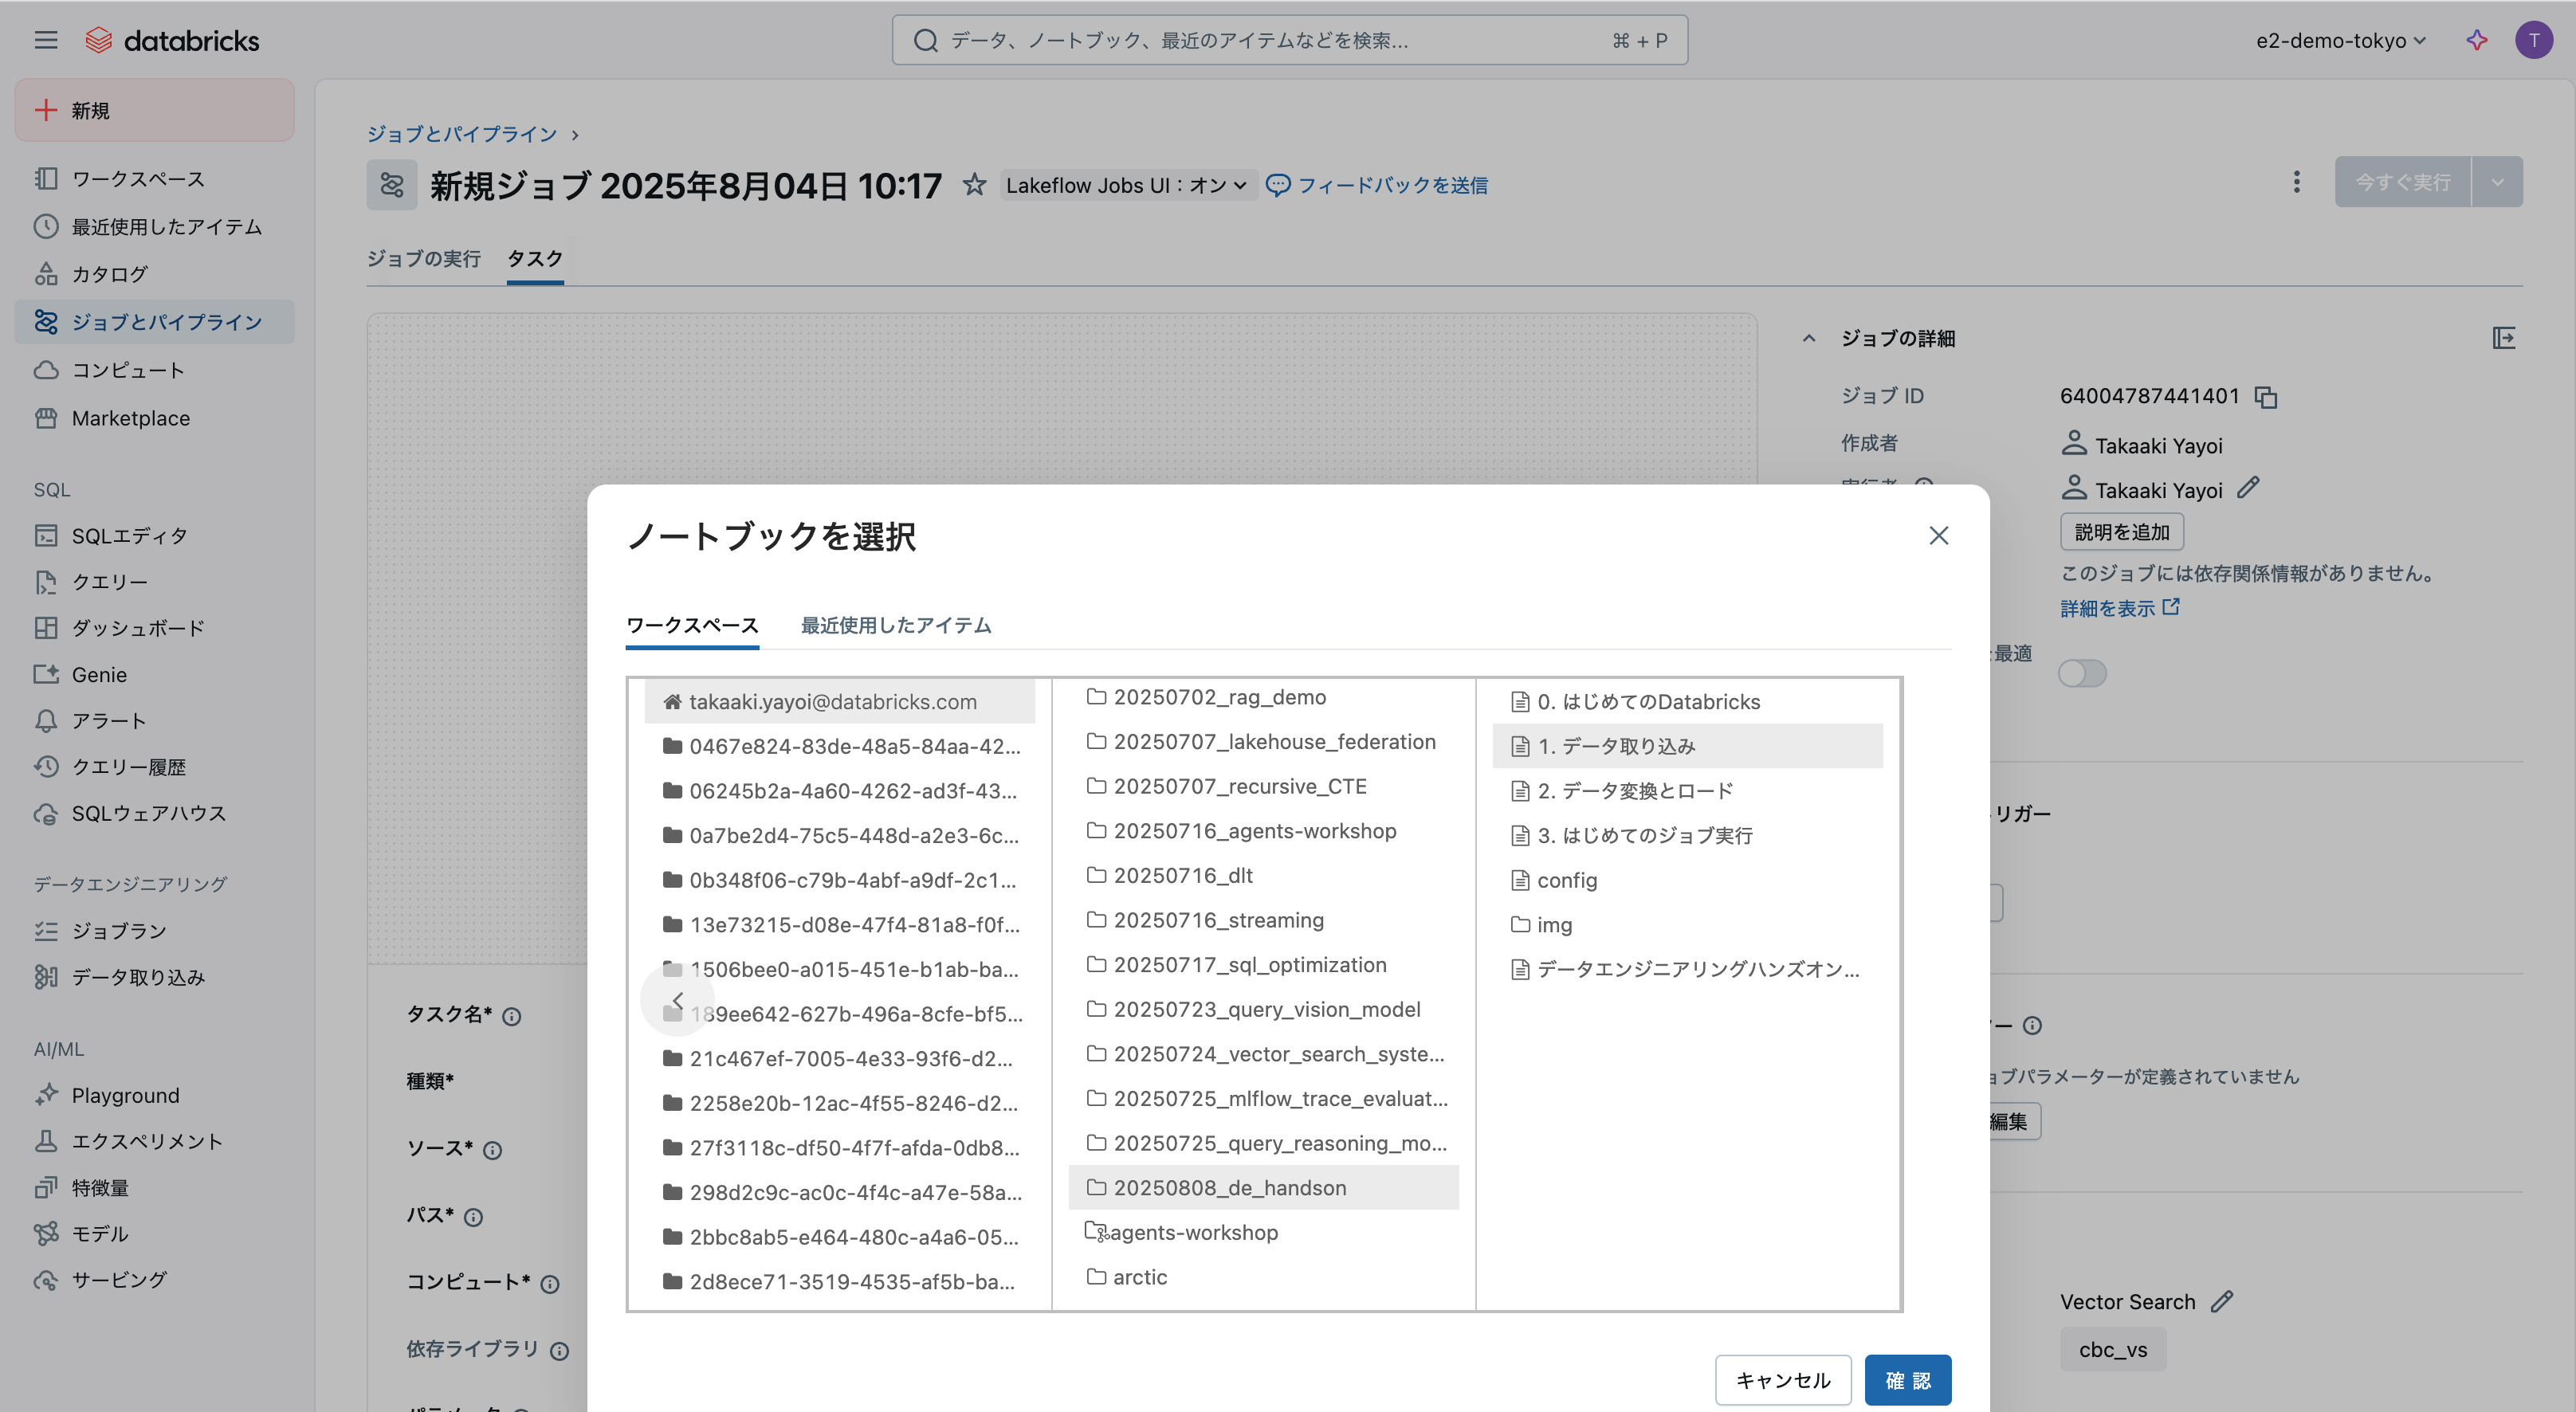 databricks
データ、ノートブック、最近のアイテムなどを検索...
⌘ + P
e2-demo-tokyo
T
新規
ワークスペース
最近使用したアイテム
カタログ
ジョブとパイプライン
コンピュート
Marketplace
SQL
SQLエディタ
クエリー
ダッシュボード
Genie
アラート
クエリー履歴
SQLウェアハウス
データエンジニアリング
ジョブラン
データ取り込み
AI/ML
Playground
エクスペリメント
特徴量
モデル
サービング
ジョブとパイプライン ›
新規ジョブ 2025年8月04日 10:17
Lakeflow Jobs UI：オン
フィードバックを送信
今すぐ実行
ジョブの実行
タスク
ジョブの詳細
ジョブ ID
64004787441401
作成者
Takaaki Yayoi
実行者
Takaaki Yayoi
説明を追加
このジョブには依存関係情報がありません。
詳細を表示
最適
リガー
ー
ョブパラメーターが定義されていません
編集
Vector Search
cbc_vs
タスク名*
種類*
ソース*
パス*
コンピュート*
依存ライブラリ
ノートブックを選択
ワークスペース
最近使用したアイテム
takaaki.yayoi@databricks.com
0467e824-83de-48a5-84aa-42...
06245b2a-4a60-4262-ad3f-43...
0a7be2d4-75c5-448d-a2e3-6c...
0b348f06-c79b-4abf-a9df-2c1...
13e73215-d08e-47f4-81a8-f0f...
1506bee0-a015-451e-b1ab-ba...
189ee642-627b-496a-8cfe-bf5...
21c467ef-7005-4e33-93f6-d2...
2258e20b-12ac-4f55-8246-d2...
27f3118c-df50-4f7f-afda-0db8...
298d2c9c-ac0c-4f4c-a47e-58a...
2bbc8ab5-e464-480c-a4a6-05...
2d8ece71-3519-4535-af5b-ba...
20250702_rag_demo
20250707_lakehouse_federation
20250707_recursive_CTE
20250716_agents-workshop
20250716_dlt
20250716_streaming
20250717_sql_optimization
20250723_query_vision_model
20250724_vector_search_syste...
20250725_mlflow_trace_evaluat...
20250725_query_reasoning_mo...
20250808_de_handson
agents-workshop
arctic
0. はじめてのDatabricks
1. データ取り込み
2. データ変換とロード
3. はじめてのジョブ実行
config
img
データエンジニアリングハンズオン...
キャンセル
確 認